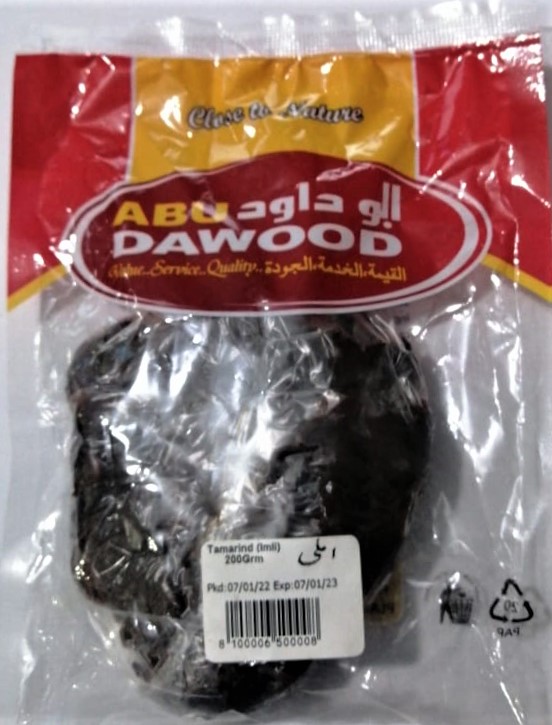 Close to Nature
ABU ابو داود
DAWOOD
Value..Service..Quality.. القيمة،الخدمة،الجودة
Tamarind (Imli) املی
200Grm
Pkd:07/01/22 Exp:07/01/23
8 100006 500008
PAP